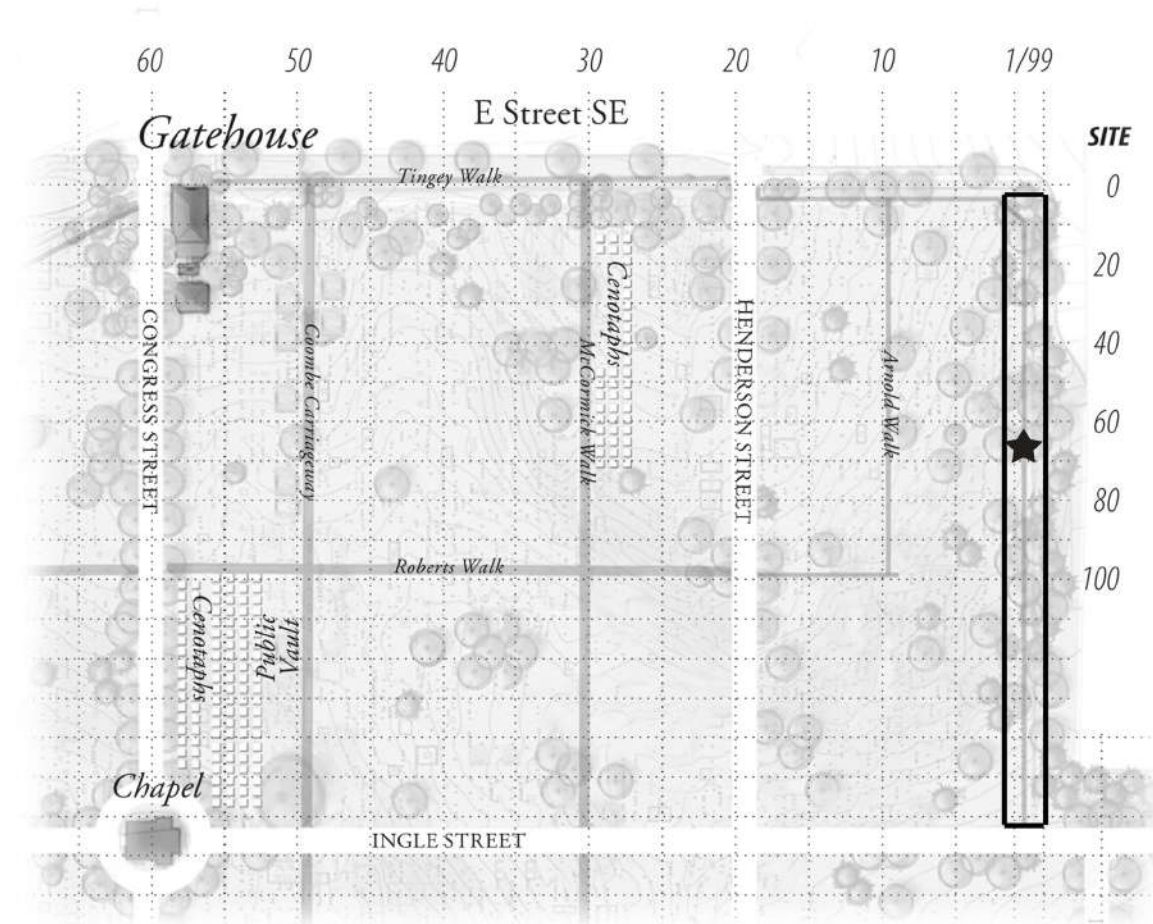 60 50 40 30 20 10 1/99
E Street SE
Gatehouse
SITE
Tingey Walk
0
20
40
60
80
100
Cenotaphs
CONGRESS STREET
Coombe Carriageway
McCormick Walk
HENDERSON STREET
Arnold Walk
Roberts Walk
Cenotaphs
Public
Vault
Chapel
INGLE STREET